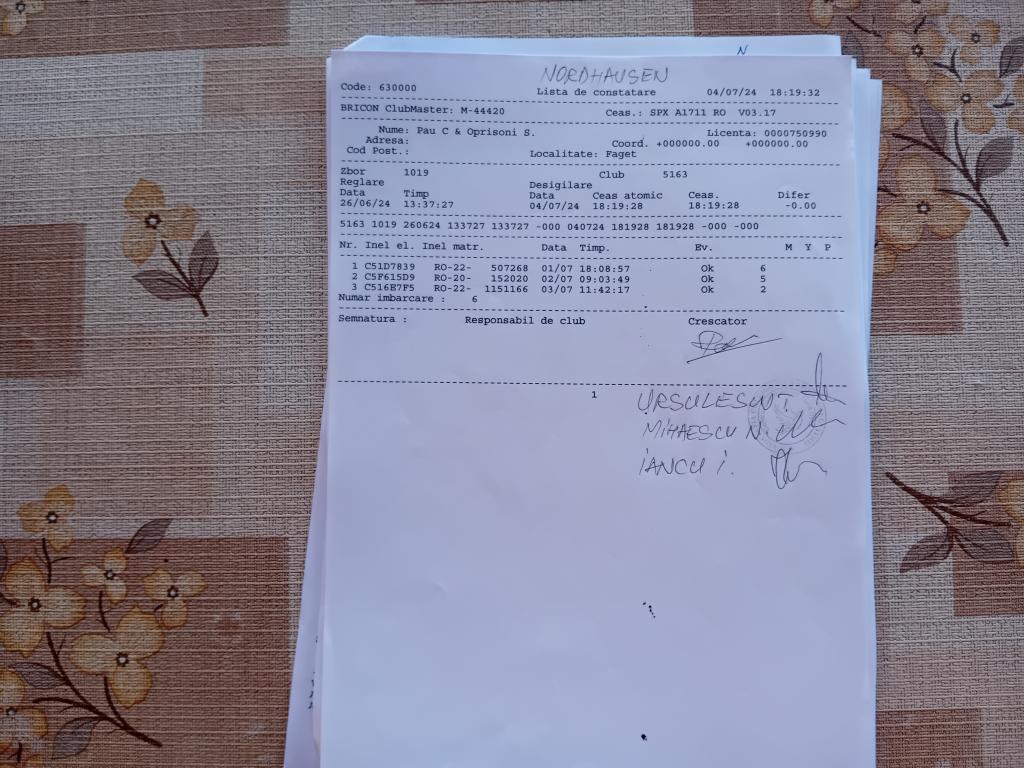 N
NORDHAUSEN
Code: 630000 Lista de constatare 04/07/24 18:19:32
BRICON ClubMaster: M-44420 Ceas.: SPX A1711 RO V03.17
Nume: Pau C & Oprisoni S. Licenta: 0000750990
Adresa: Coord. +000000.00 +000000.00
Cod Post.: Localitate: Faget
Zbor 1019 Club 5163
Reglare Desigilare
Data Timp Data Ceas atomic Ceas. Difer
26/06/24 13:37:27 04/07/24 18:19:28 18:19:28 -0.00
5163 1019 260624 133727 133727 -000 040724 181928 181928 -000 -000
Nr. Inel el. Inel matr. Data Timp. Ev. M Y P
1 C51D7839 RO-22- 507268 01/07 18:08:57 Ok 6
2 C5F615D9 RO-20- 152020 02/07 09:03:49 Ok 5
3 C516E7F5 RO-22- 1151166 03/07 11:42:17 Ok 2
Numar imbarcare : 6
Semnatura : Responsabil de club Crescator
1
URSULESCU T
MIHAESCU N.
IANCU I.